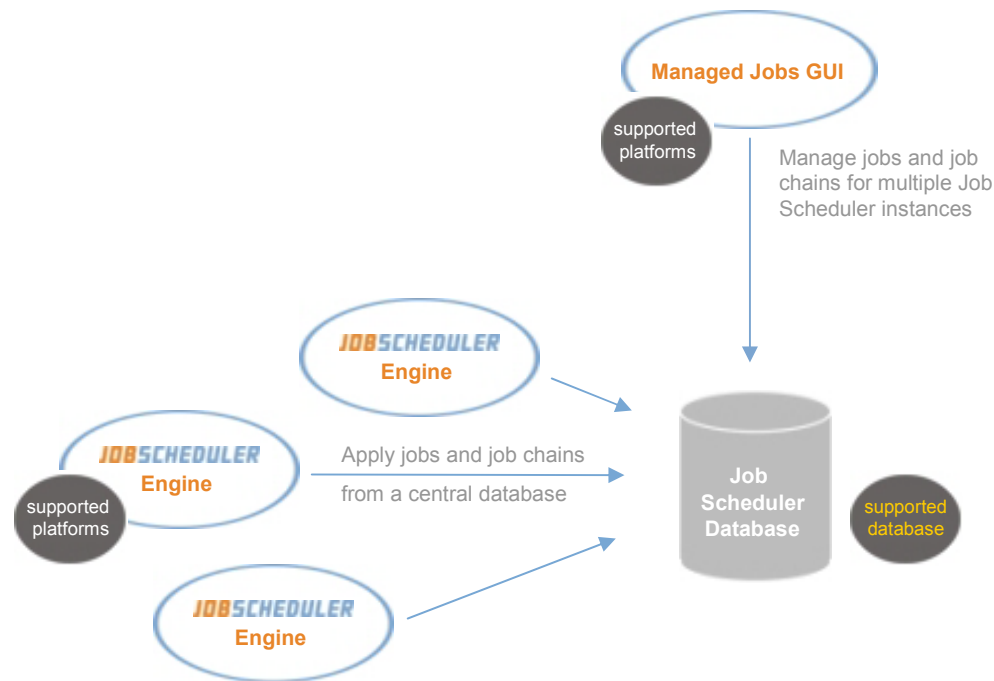 Managed Jobs GUI
supported
platforms
Manage jobs and job
chains for multiple Job
Scheduler instances
JOBSCHEDULER
Engine
JOBSCHEDULER
Engine
supported
platforms
Apply jobs and job chains
from a central database
Job
Scheduler
Database
supported
database
JOBSCHEDULER
Engine